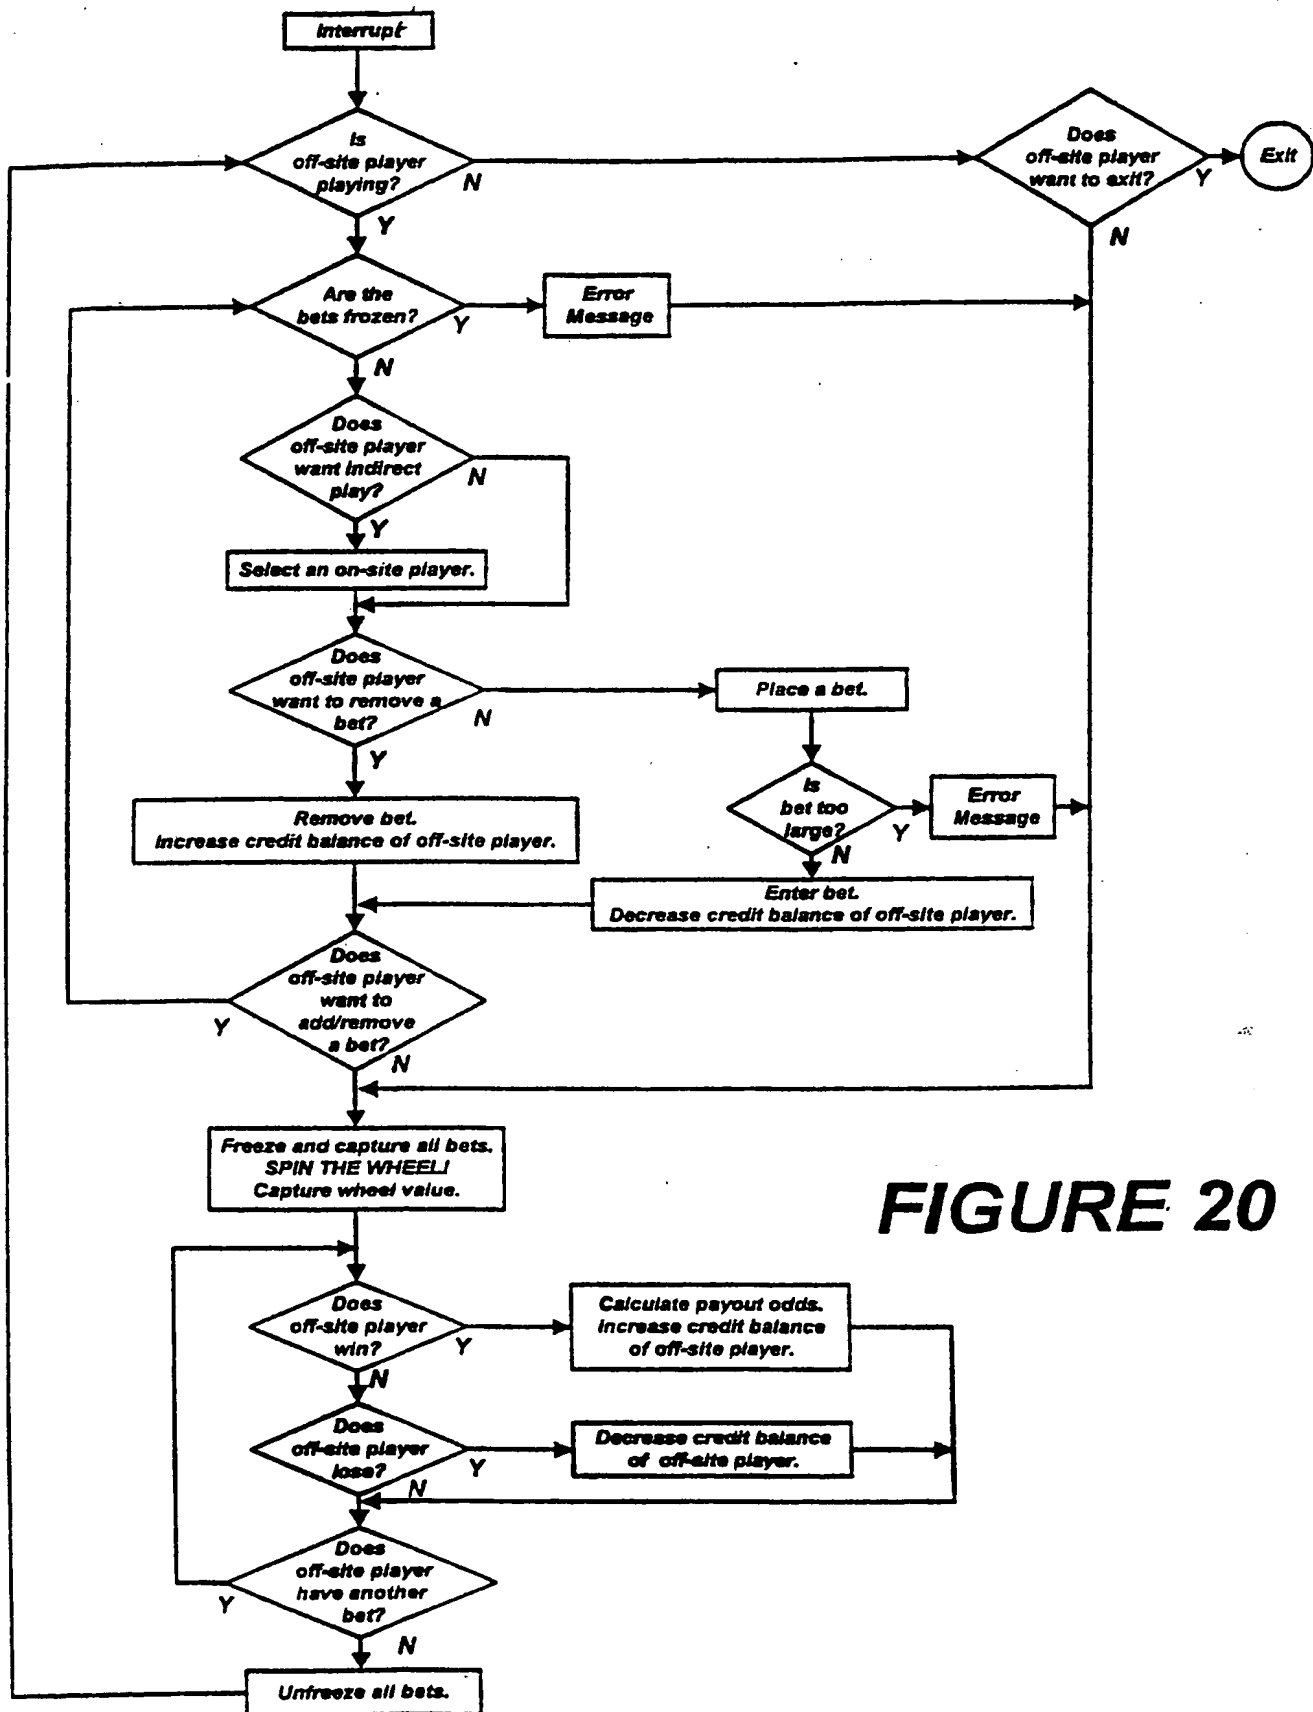 Interrupt
Is
off-site player
playing?
N
Y
Does
off-site player
want to exit?
Y
N
Exit
Are the
bets frozen?
Y
N
Error
Message
Does
off-site player
want indirect
play?
N
Y
Select an on-site player.
Does
off-site player
want to remove a
bet?
N
Y
Place a bet.
Is
bet too
large?
Y
N
Error
Message
Remove bet.
Increase credit balance of off-site player.
Enter bet.
Decrease credit balance of off-site player.
Does
off-site player
want to
add/remove
a bet?
Y
N
Freeze and capture all bets.
SPIN THE WHEEL!
Capture wheel value.
FIGURE 20
Does
off-site player
win?
Y
N
Calculate payout odds.
Increase credit balance
of off-site player.
Does
off-site player
lose?
Y
N
Decrease credit balance
of off-site player.
Does
off-site player
have another
bet?
Y
N
Unfreeze all bets.